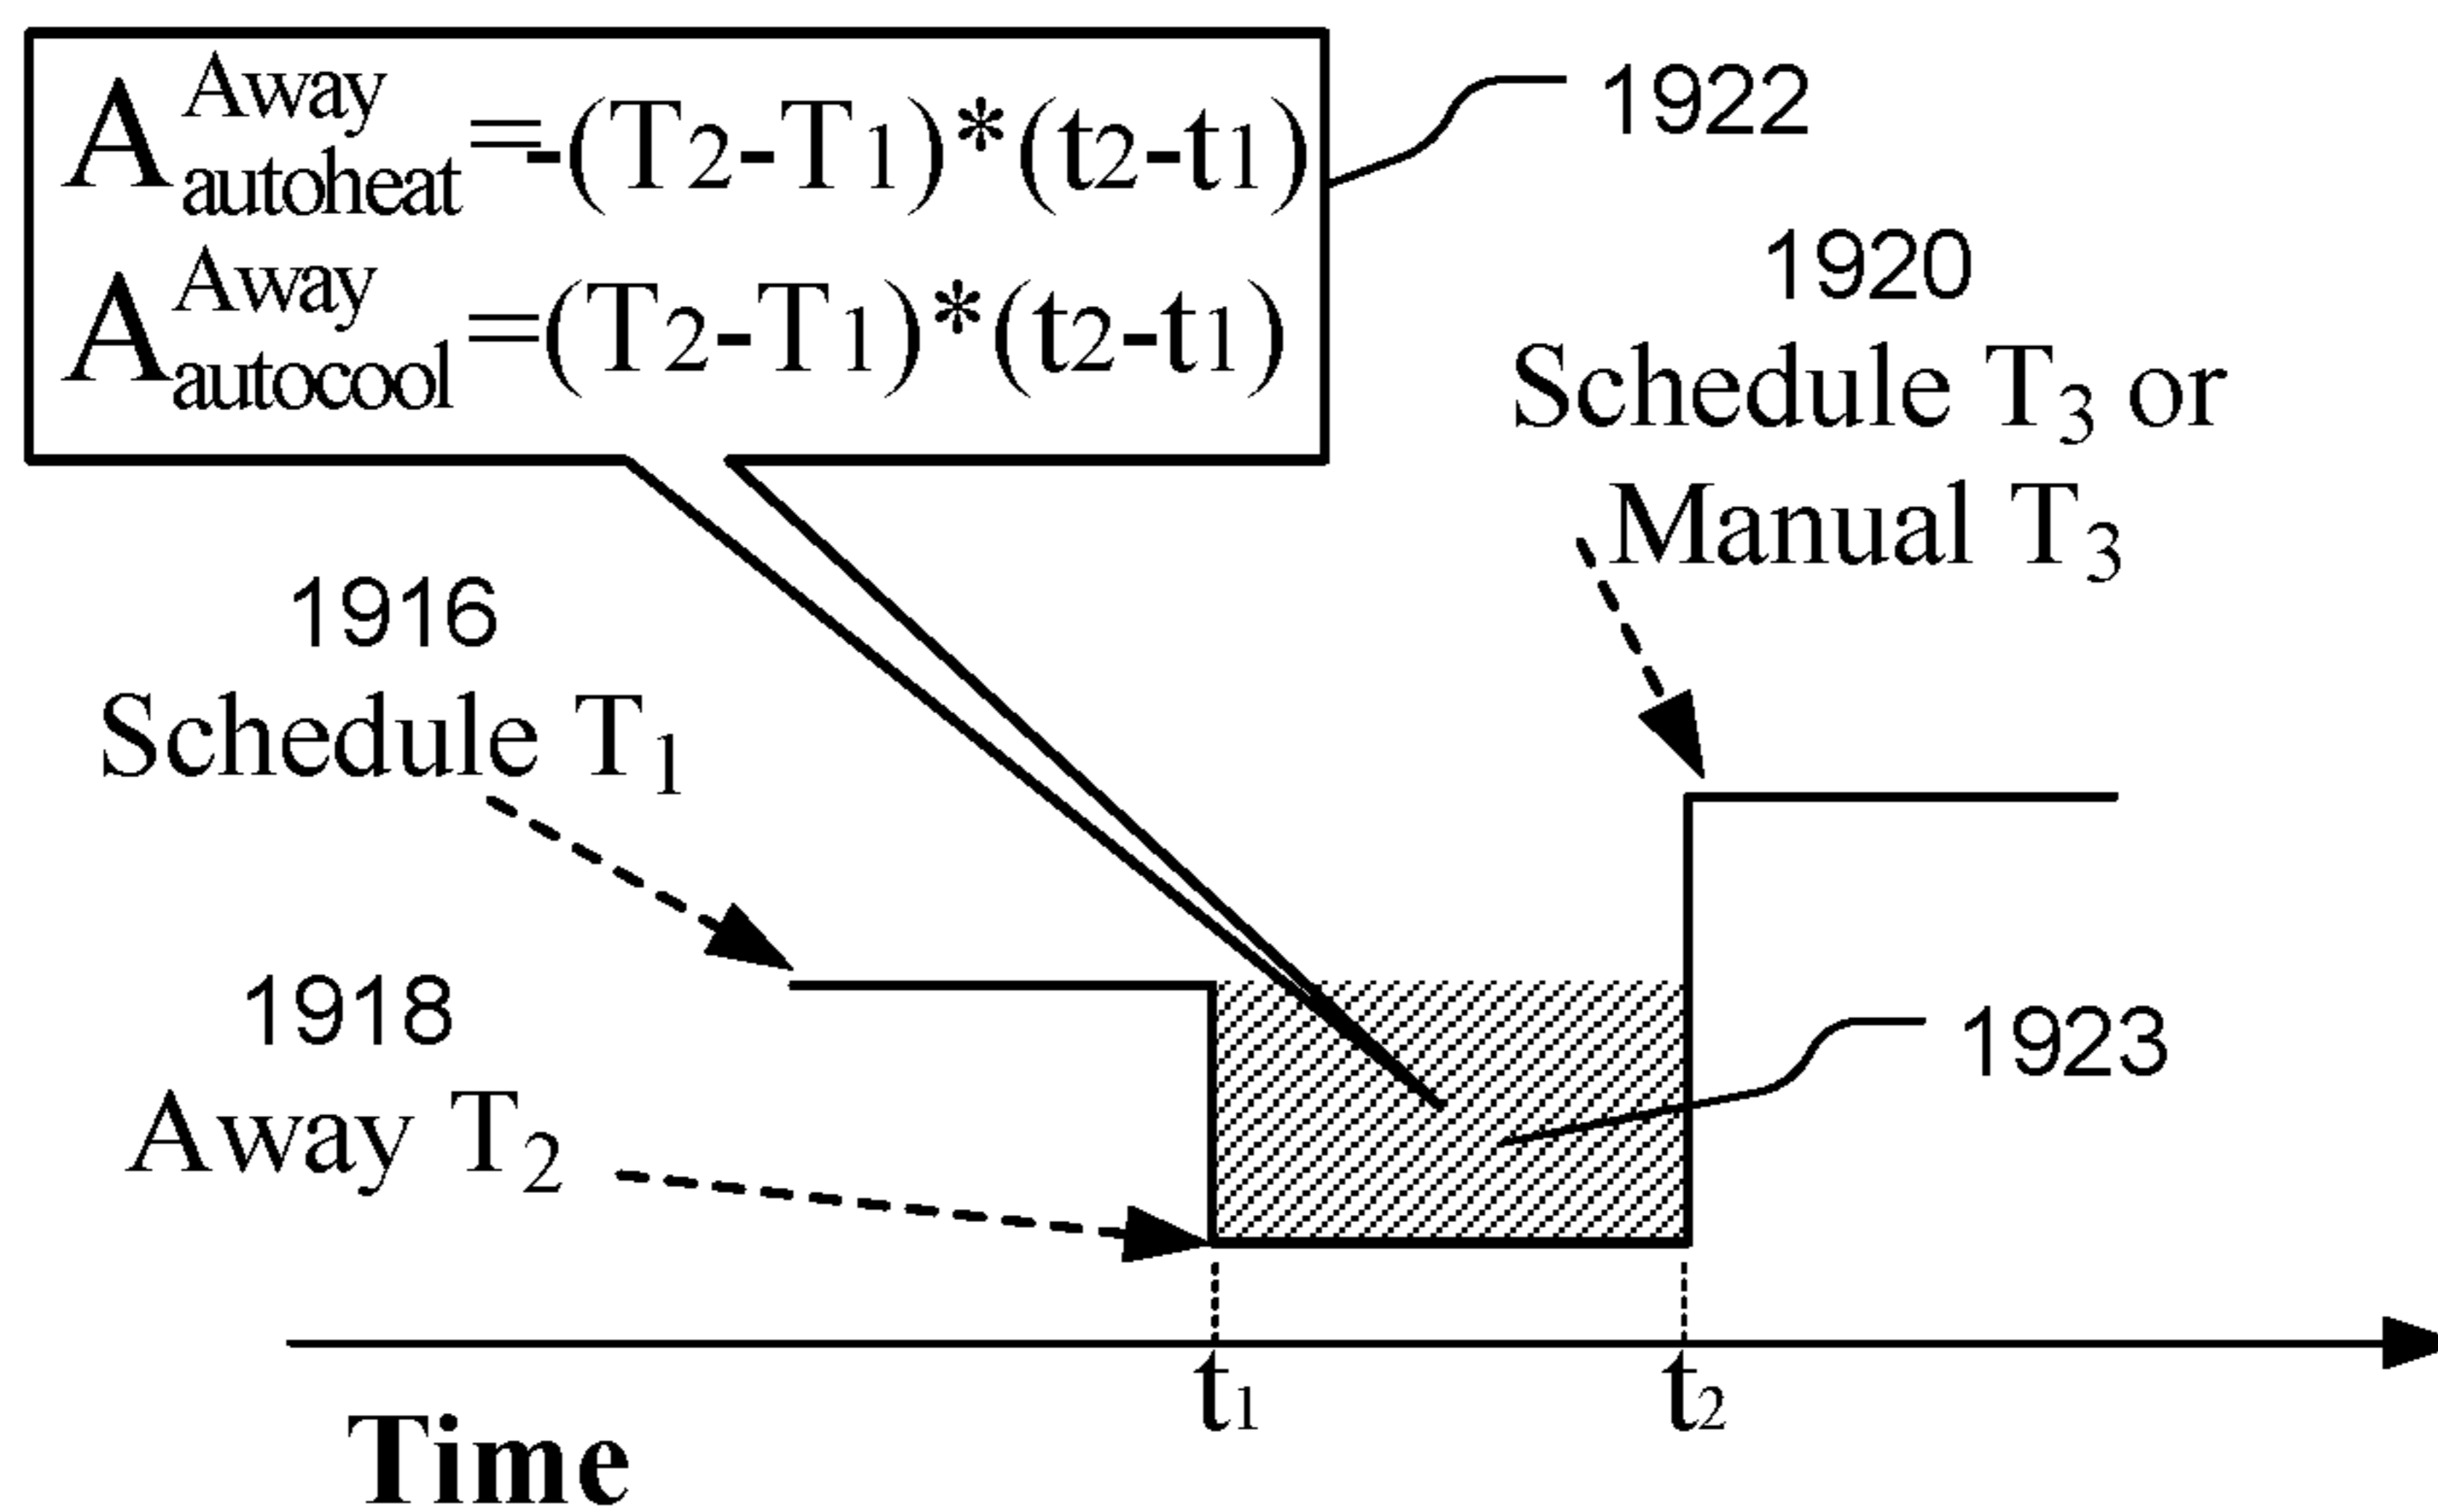 A^Away_autoheat =-(T2-T1)*(t2-t1)
A^Away_autocool =(T2-T1)*(t2-t1)
1922
1920
Schedule T3 or
Manual T3
1916
Schedule T1
1918
Away T2
1923
t1 t2
Time